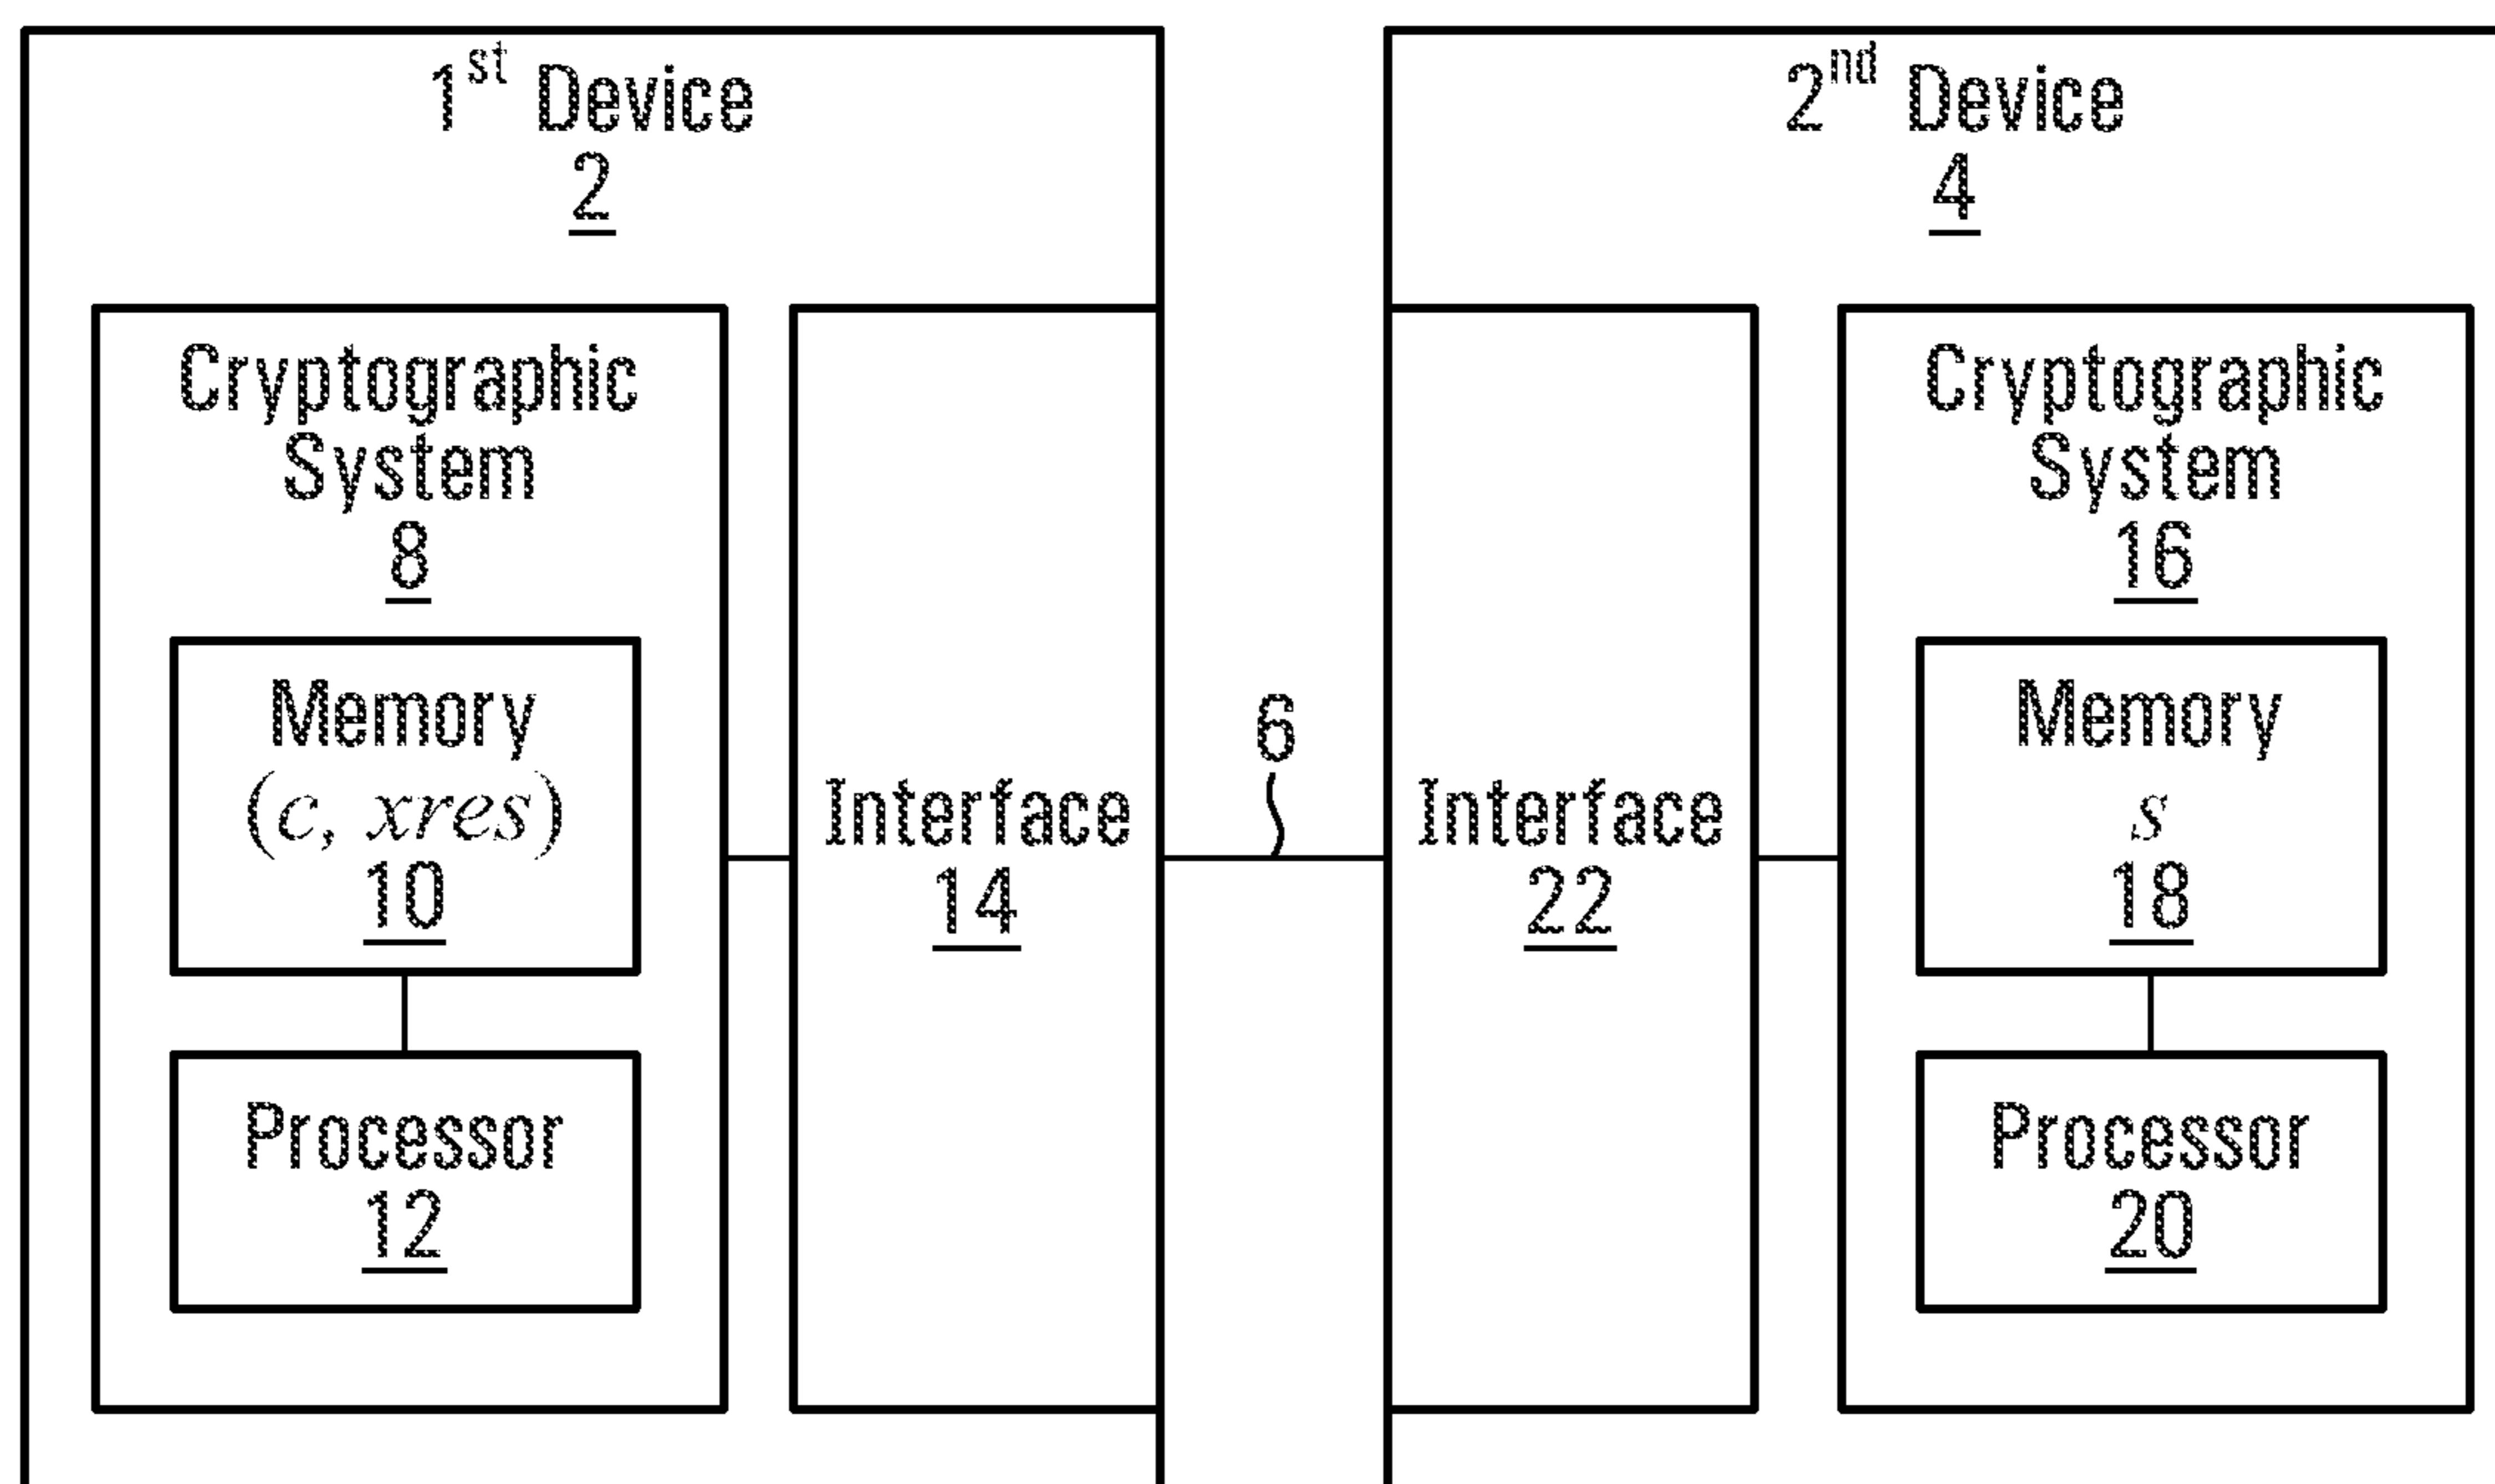 1st Device
2
Cryptographic
System
8
Memory
(c, xres)
10
Processor
12
Interface
14
6
2nd Device
4
Interface
22
Cryptographic
System
16
Memory
s
18
Processor
20